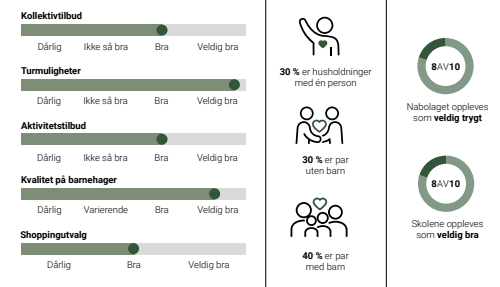 Kollektivtilbud
Dårlig Ikke så bra Bra Veldig bra
Turmuligheter
Dårlig Ikke så bra Bra Veldig bra
Aktivitetstilbud
Dårlig Ikke så bra Bra Veldig bra
Kvalitet på barnehager
Dårlig Varierende Bra Veldig bra
Shoppingutvalg
Dårlig Bra Veldig bra
30 % er husholdninger
med én person
30 % er par
uten barn
40 % er par
med barn
8AV10
Nabolaget oppleves
som veldig trygt
8AV10
Skolene oppleves
som veldig bra